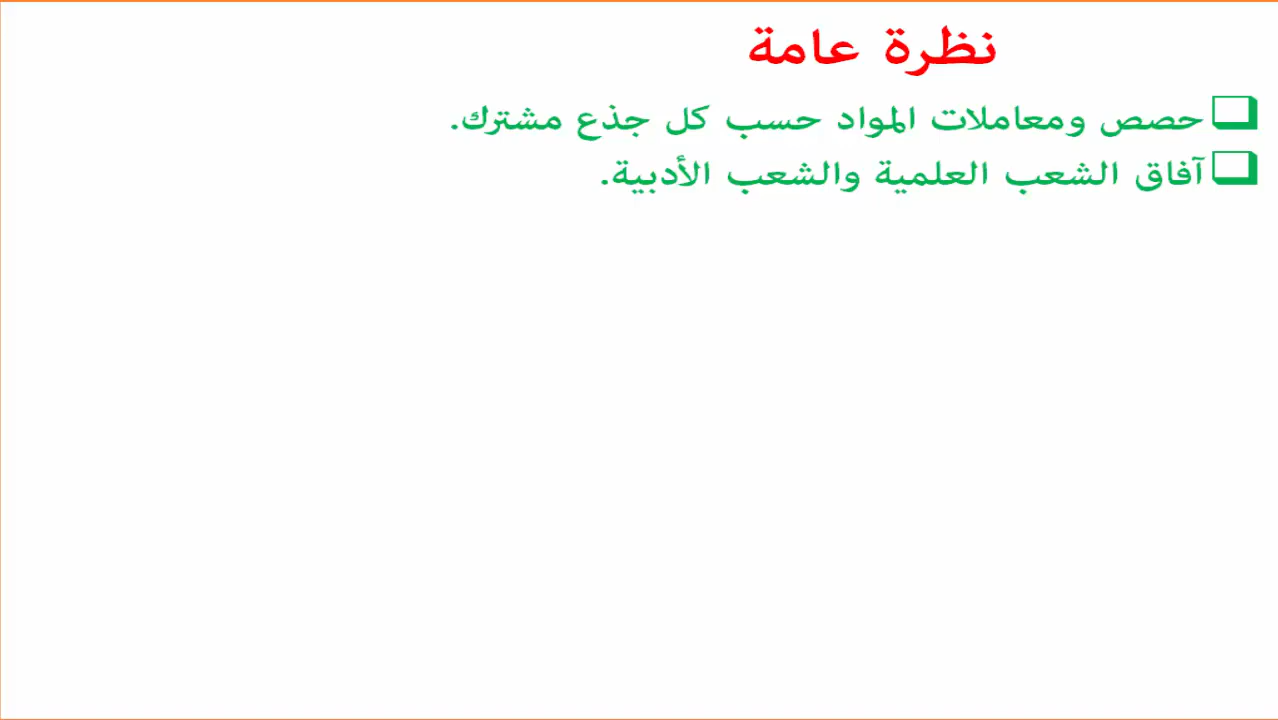 نظرة عامة
حصص ومعاملات المواد حسب كل جذع مشترك.
آفاق الشعب العلمية والشعب الأدبية.